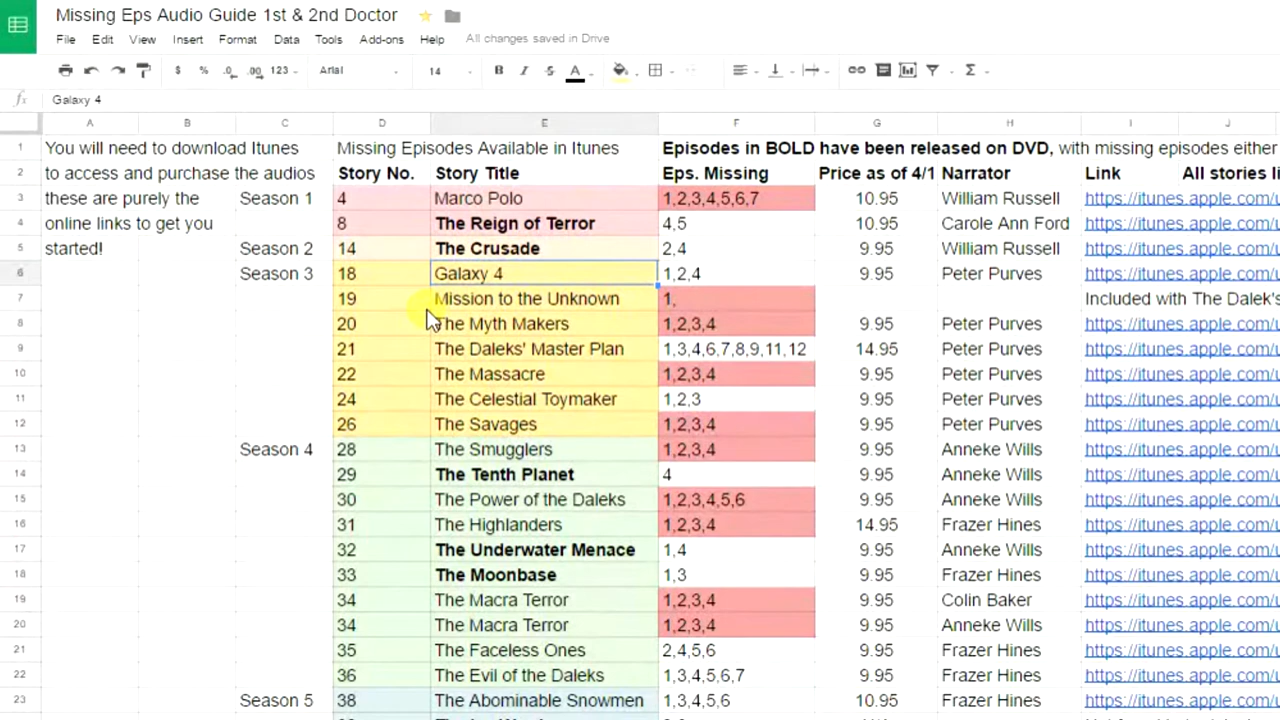 Missing Eps Audio Guide 1st & 2nd Doctor
File Edit View Insert Format Data Tools Add-ons Help All changes saved in Drive
$ % .0 .00 123 Arial 14 B I S A Σ
fx Galaxy 4
A B C D E F G H I J
1 You will need to download Itunes Missing Episodes Available in Itunes Episodes in BOLD have been released on DVD, with missing episodes either
2 to access and purchase the audios Story No. Story Title Eps. Missing Price as of 4/1 Narrator Link All stories li
3 these are purely the Season 1 4 Marco Polo 1,2,3,4,5,6,7 10.95 William Russell https://itunes.apple.com/u
4 online links to get you 8 The Reign of Terror 4,5 10.95 Carole Ann Ford https://itunes.apple.com/u
5 started! Season 2 14 The Crusade 2,4 9.95 William Russell https://itunes.apple.com/u
6 Season 3 18 Galaxy 4 1,2,4 9.95 Peter Purves https://itunes.apple.com/u
7 19 Mission to the Unknown 1, Included with The Dalek's
8 20 The Myth Makers 1,2,3,4 9.95 Peter Purves https://itunes.apple.com/u
9 21 The Daleks' Master Plan 1,3,4,6,7,8,9,11,12 14.95 Peter Purves https://itunes.apple.com/u
10 22 The Massacre 1,2,3,4 9.95 Peter Purves https://itunes.apple.com/u
11 24 The Celestial Toymaker 1,2,3 9.95 Peter Purves https://itunes.apple.com/u
12 26 The Savages 1,2,3,4 9.95 Peter Purves https://itunes.apple.com/u
13 Season 4 28 The Smugglers 1,2,3,4 9.95 Anneke Wills https://itunes.apple.com/u
14 29 The Tenth Planet 4 9.95 Anneke Wills https://itunes.apple.com/u
15 30 The Power of the Daleks 1,2,3,4,5,6 9.95 Anneke Wills https://itunes.apple.com/u
16 31 The Highlanders 1,2,3,4 14.95 Frazer Hines https://itunes.apple.com/u
17 32 The Underwater Menace 1,4 9.95 Anneke Wills https://itunes.apple.com/u
18 33 The Moonbase 1,3 9.95 Frazer Hines https://itunes.apple.com/u
19 34 The Macra Terror 1,2,3,4 9.95 Colin Baker https://itunes.apple.com/u
20 34 The Macra Terror 1,2,3,4 9.95 Anneke Wills https://itunes.apple.com/u
21 35 The Faceless Ones 2,4,5,6 9.95 Frazer Hines https://itunes.apple.com/u
22 36 The Evil of the Daleks 1,3,4,5,6,7 9.95 Frazer Hines https://itunes.apple.com/u
23 Season 5 38 The Abominable Snowmen 1,3,4,5,6 10.95 Frazer Hines https://itunes.apple.com/u